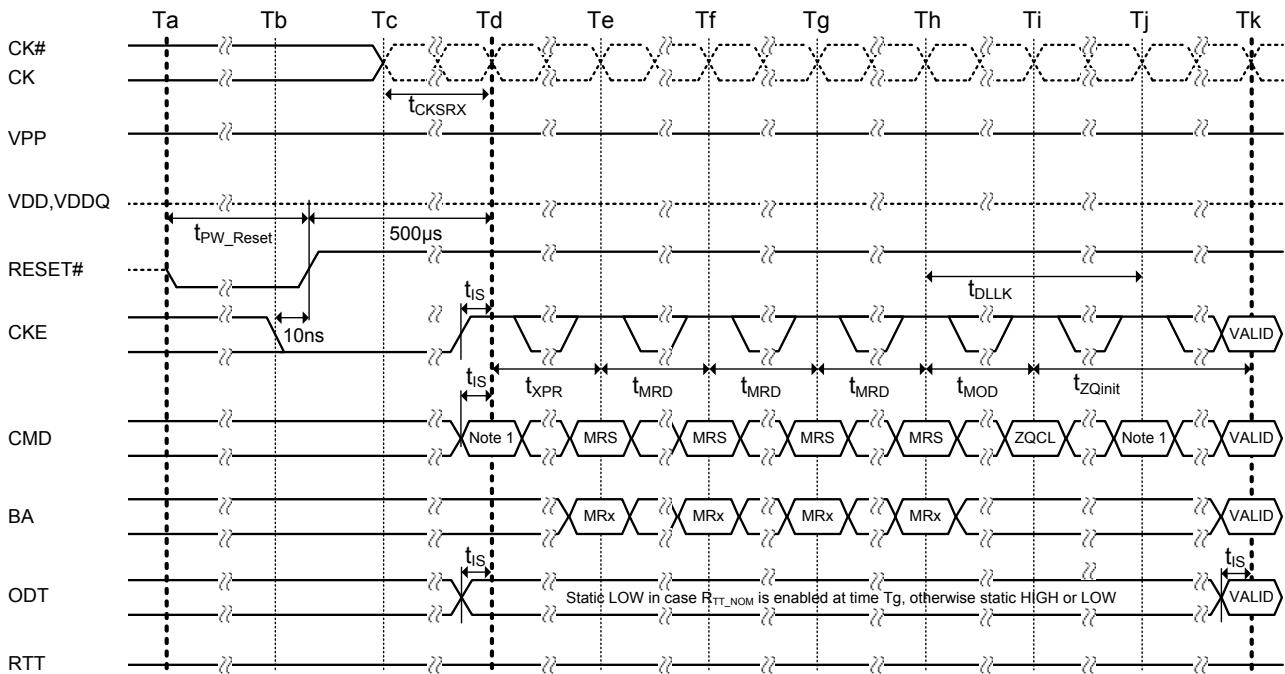 Ta Tb Tc Td Te Tf Tg Th Ti Tj Tk
CK#
CK
tCKSRX
VPP
VDD,VDDQ
tPW_Reset
500µs
RESET#
tDLLK
tIS
CKE
10ns
VALID
tIS
tXPR
tMRD
tMRD
tMRD
tMOD
tZQinit
CMD
Note 1
MRS
MRS
MRS
MRS
ZQCL
Note 1
VALID
BA
MRx
MRx
MRx
MRx
VALID
tIS
tIS
ODT
Static LOW in case RTT_NOM is enabled at time Tg, otherwise static HIGH or LOW
VALID
RTT